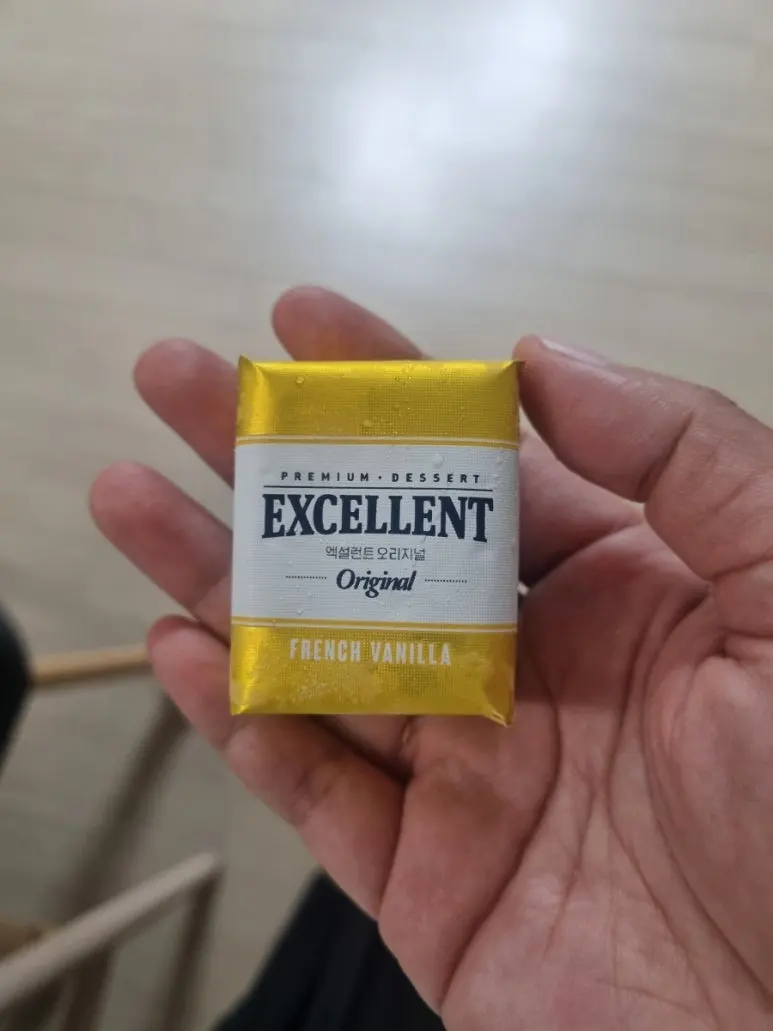 PREMIUM · DESSERT
EXCELLENT
엑설런트 오리지널
Original
FRENCH VANILLA